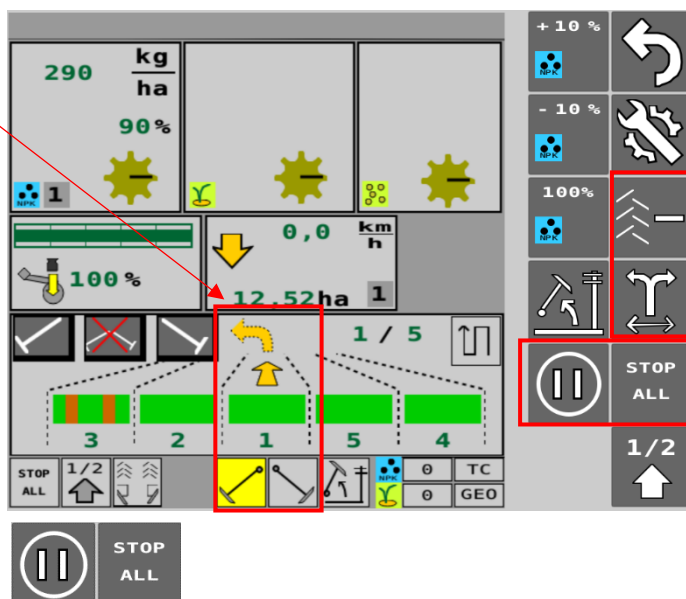 290 kg
ha
90 %
NPK 1
100 %
0,0 km
h
12,52ha 1
1 / 5
3 2 1 5 4
STOP
ALL
1/2
NPK 0 TC
0 GEO
+10 %
NPK
-10 %
NPK
100%
NPK
STOP
ALL
1/2
STOP
ALL